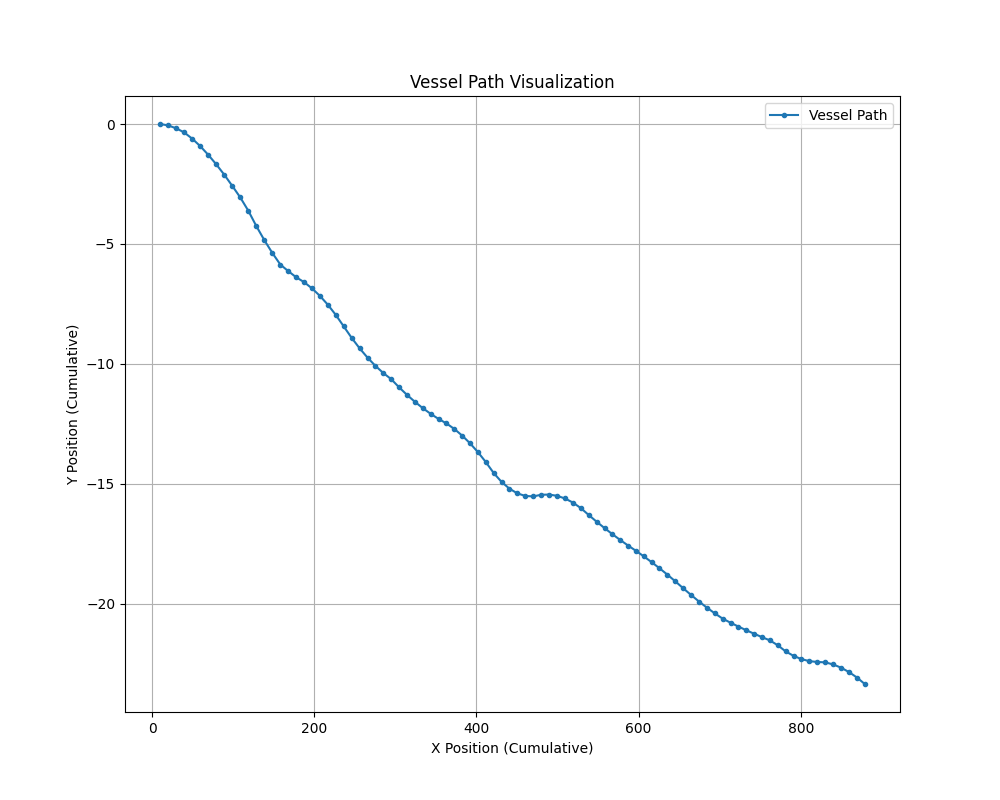 Vessel Path Visualization
Vessel Path
0
−5
−10
−15
−20
Y Position (Cumulative)
0 200 400 600 800
X Position (Cumulative)